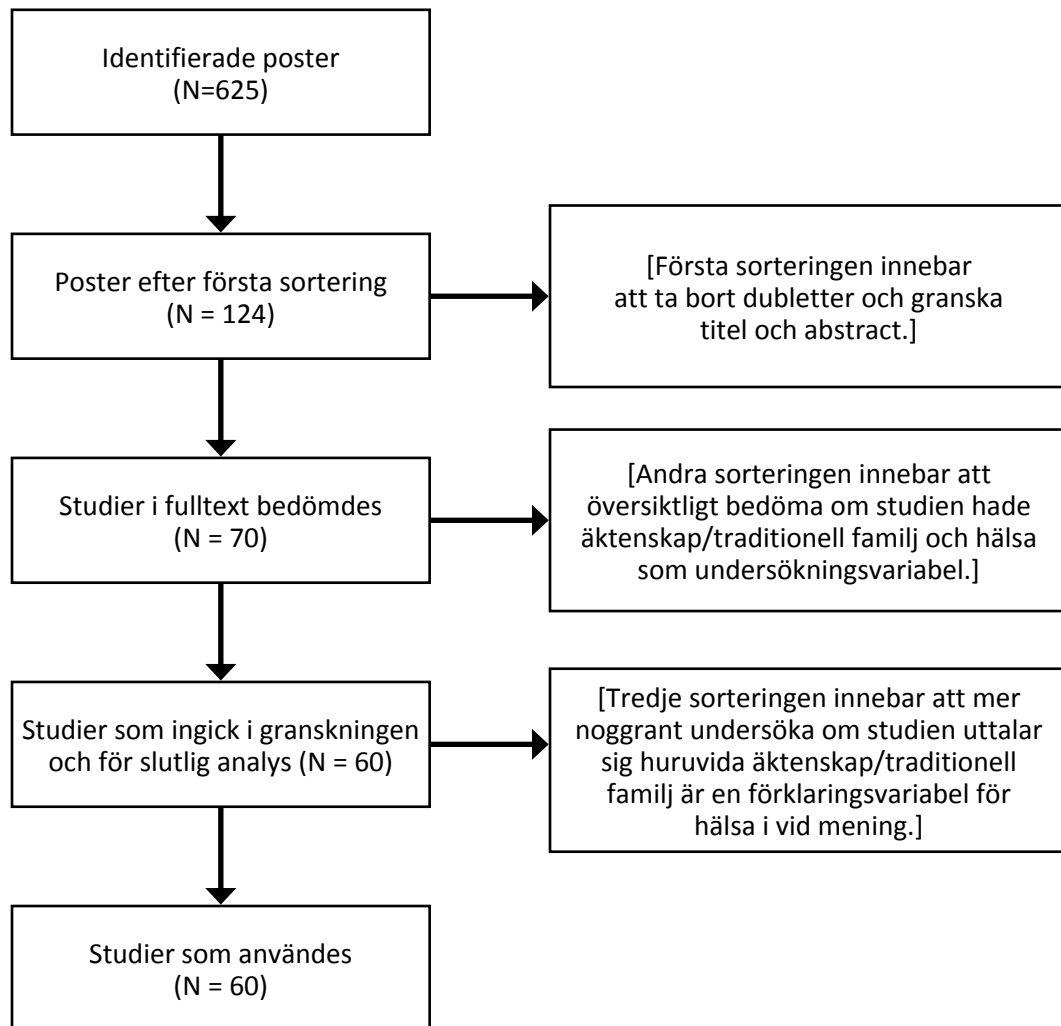 Identifierade poster
(N=625)
Poster efter första sortering
(N = 124)
[Första sorteringen innebar
att ta bort dubletter och granska
titel och abstract.]
Studier i fulltext bedömdes
(N = 70)
[Andra sorteringen innebar att
översiktligt bedöma om studien hade
äktenskap/traditionell familj och hälsa
som undersökningsvariabel.]
Studier som ingick i granskningen
och för slutlig analys (N = 60)
[Tredje sorteringen innebar att mer
noggrant undersöka om studien uttalar
sig huruvida äktenskap/traditionell
familj är en förklaringsvariabel för
hälsa i vid mening.]
Studier som användes
(N = 60)